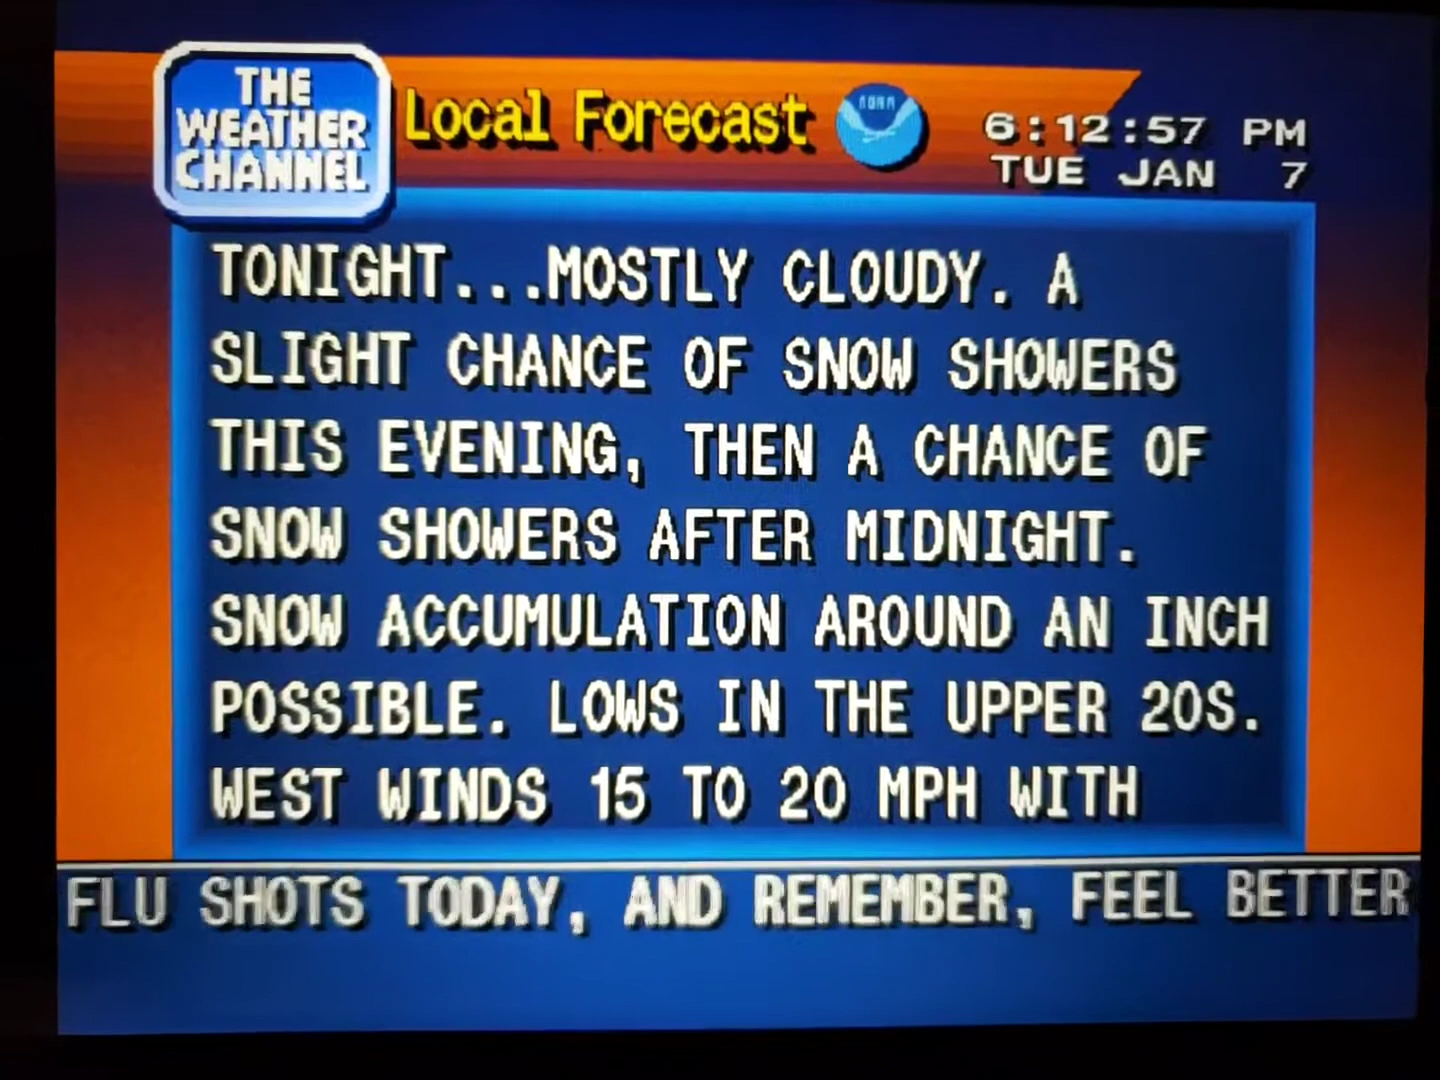 THE
WEATHER
CHANNEL
Local Forecast
NOAA
6:12:57 PM
TUE JAN 7
TONIGHT...MOSTLY CLOUDY. A
SLIGHT CHANCE OF SNOW SHOWERS
THIS EVENING, THEN A CHANCE OF
SNOW SHOWERS AFTER MIDNIGHT.
SNOW ACCUMULATION AROUND AN INCH
POSSIBLE. LOWS IN THE UPPER 20S.
WEST WINDS 15 TO 20 MPH WITH
FLU SHOTS TODAY, AND REMEMBER, FEEL BETTER